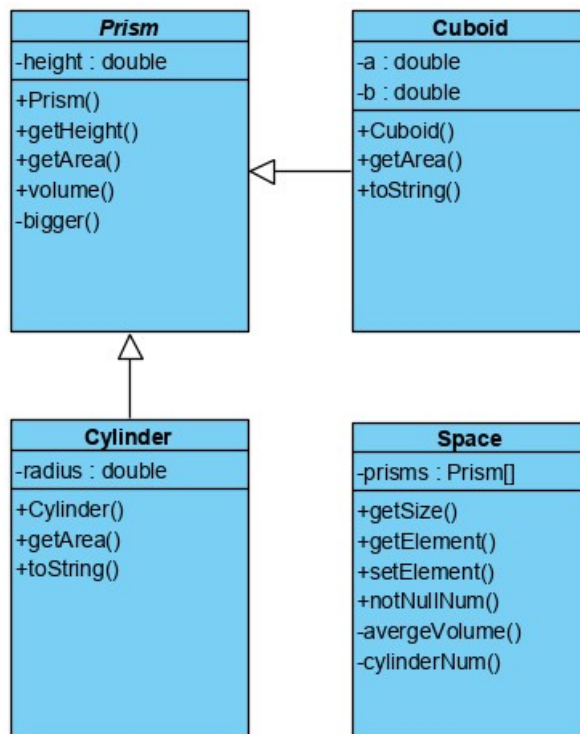 Prism
-height : double
+Prism()
+getHeight()
+getArea()
+volume()
-bigger()
Cuboid
-a : double
-b : double
+Cuboid()
+getArea()
+toString()
Cylinder
-radius : double
+Cylinder()
+getArea()
+toString()
Space
-prisms : Prism[]
+getSize()
+getElement()
+setElement()
+notNullNum()
-avergeVolume()
-cylinderNum()